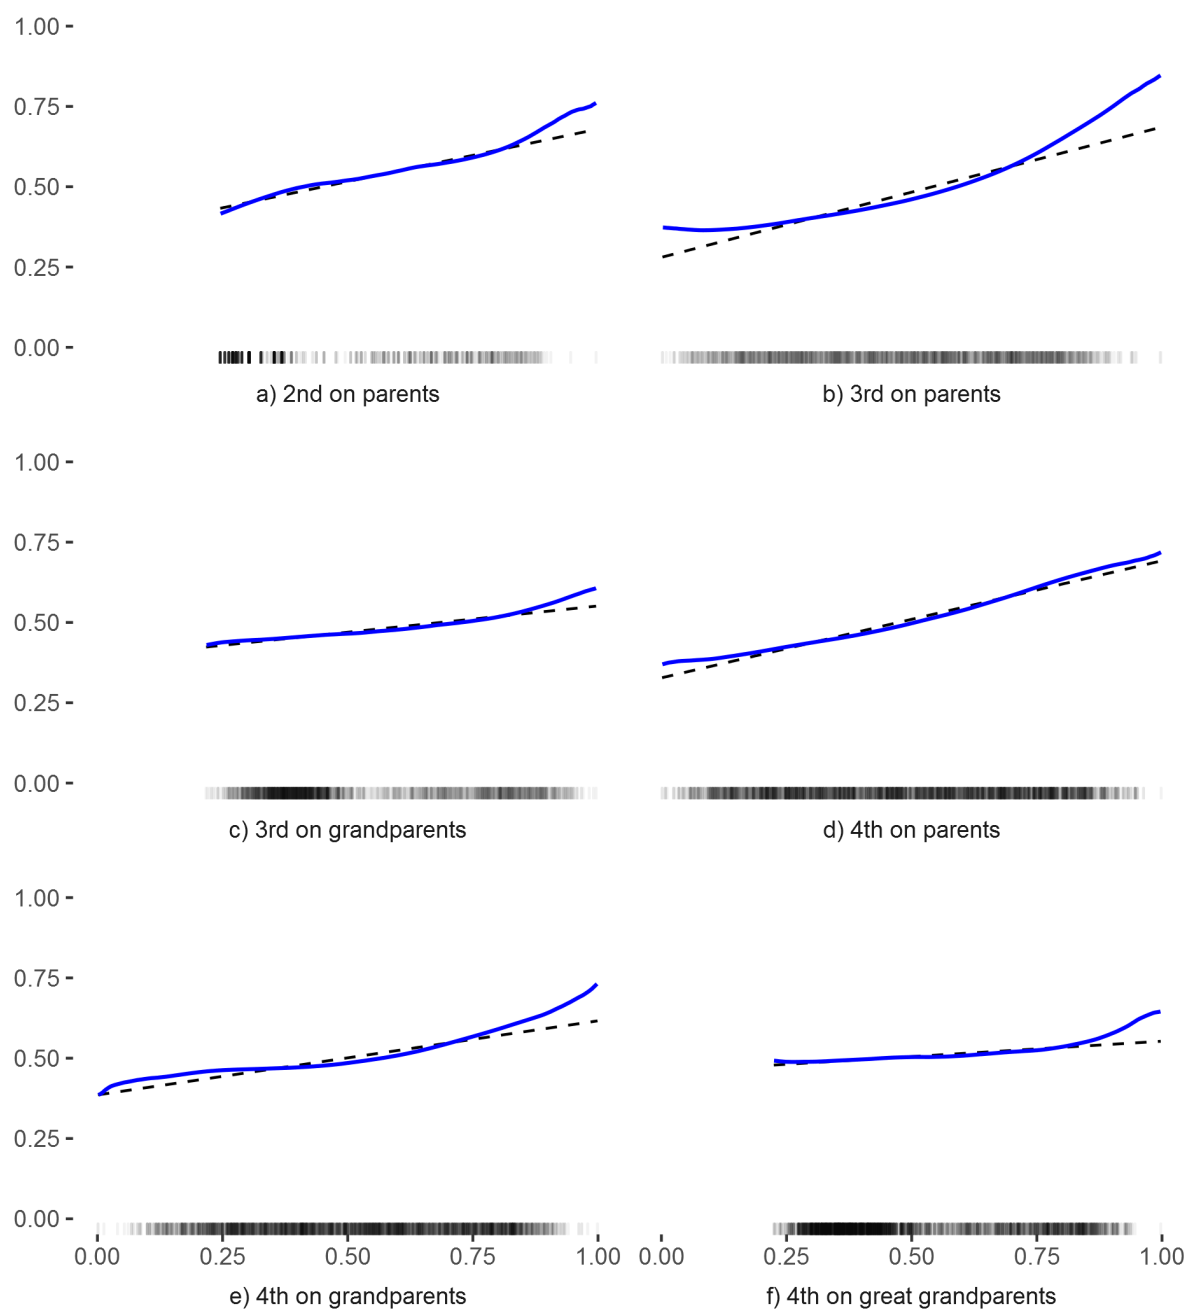 1.00
0.75
0.50
0.25
0.00
a) 2nd on parents
b) 3rd on parents
1.00
0.75
0.50
0.25
0.00
c) 3rd on grandparents
d) 4th on parents
1.00
0.75
0.50
0.25
0.00
0.00 0.25 0.50 0.75 1.00
0.00 0.25 0.50 0.75 1.00
e) 4th on grandparents
f) 4th on great grandparents